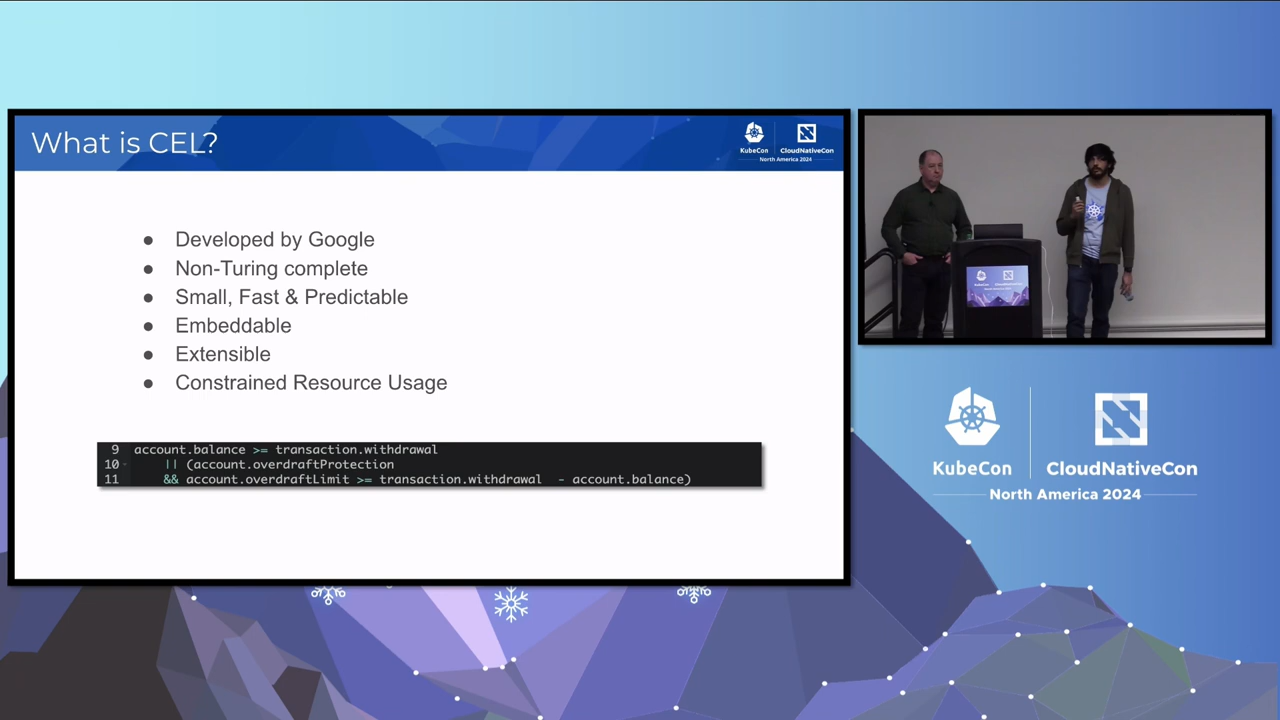 What is CEL?
KubeCon
CloudNativeCon
North America 2024
● Developed by Google
● Non-Turing complete
● Small, Fast & Predictable
● Embeddable
● Extensible
● Constrained Resource Usage
9 account.balance >= transaction.withdrawal
10 || (account.overdraftProtection
11 && account.overdraftLimit >= transaction.withdrawal - account.balance)
KubeCon
CloudNativeCon
North America 2024